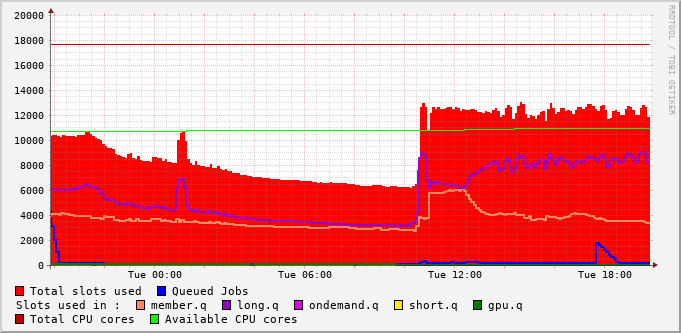 20000
18000
16000
14000
12000
10000
8000
6000
4000
2000
0
Tue 00:00 Tue 06:00 Tue 12:00 Tue 18:00
RRDTOOL / TOBI OETIKER
Total slots used Queued Jobs
Slots used in : member.q long.q ondemand.q short.q gpu.q
Total CPU cores Available CPU cores